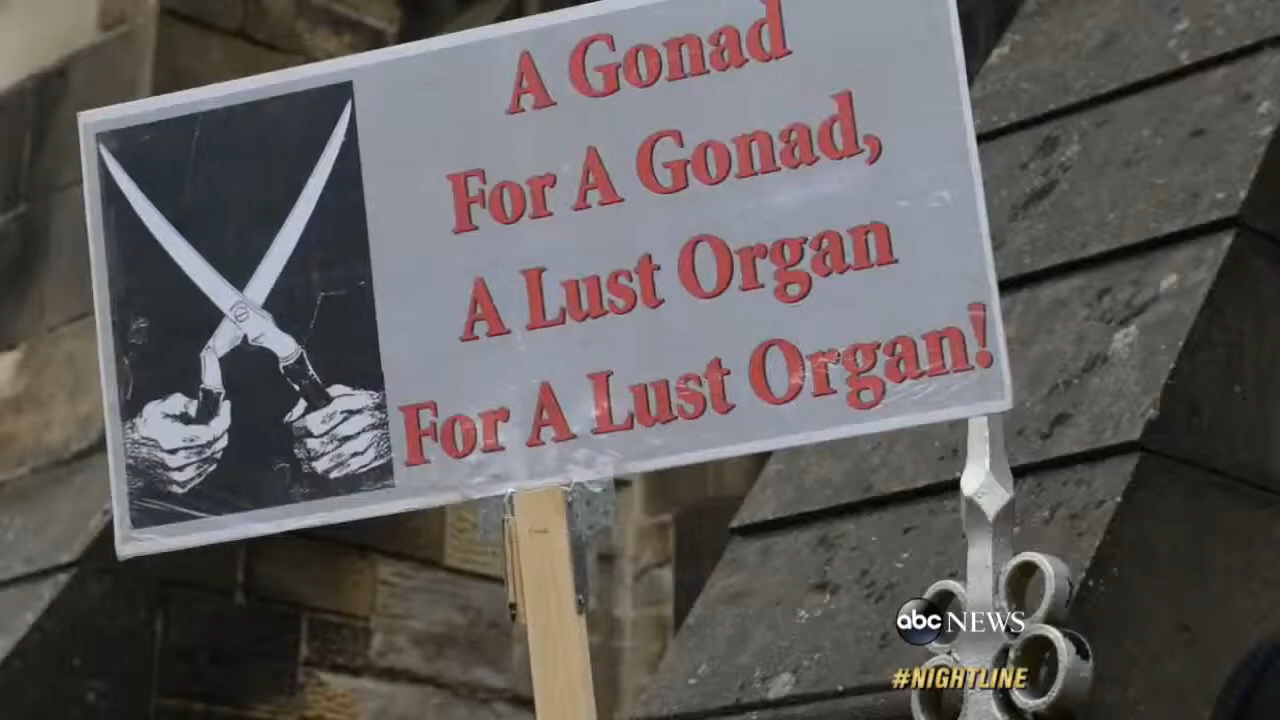 A Gonad
For A Gonad,
A Lust Organ
For A Lust Organ!
abc NEWS
#NIGHTLINE